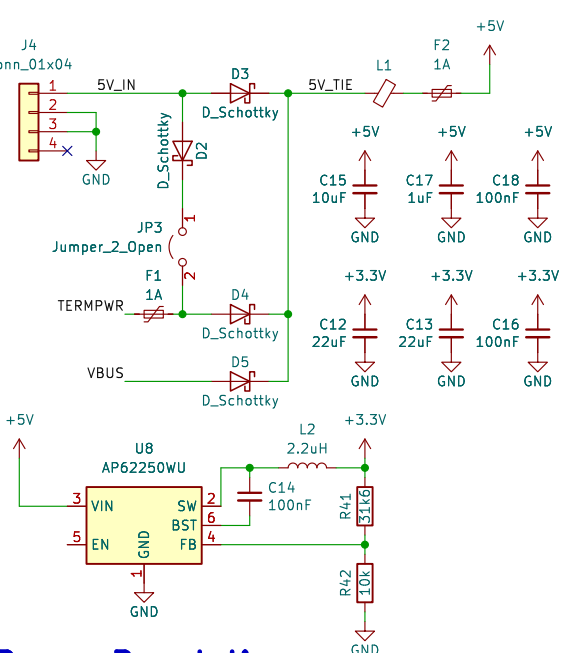 +5V
J4
onn_01x04
1
2
3
4
GND
5V_IN
D3
D_Schottky
5V_TIE
L1
F2
1A
D_Schottky
D2
JP3
Jumper_2_Open
1
2
F1
1A
TERMPWR
D4
D_Schottky
VBUS
D5
D_Schottky
+5V
C15
10uF
GND
+5V
C17
1uF
GND
+5V
C18
100nF
GND
+3.3V
C12
22uF
GND
+3.3V
C13
22uF
GND
+3.3V
C16
100nF
GND
+5V
U8
AP62250WU
3
VIN
5
EN
GND
1
GND
SW
2
BST
6
FB
4
L2
2.2uH
C14
100nF
+3.3V
R41
31k6
R42
10k
GND